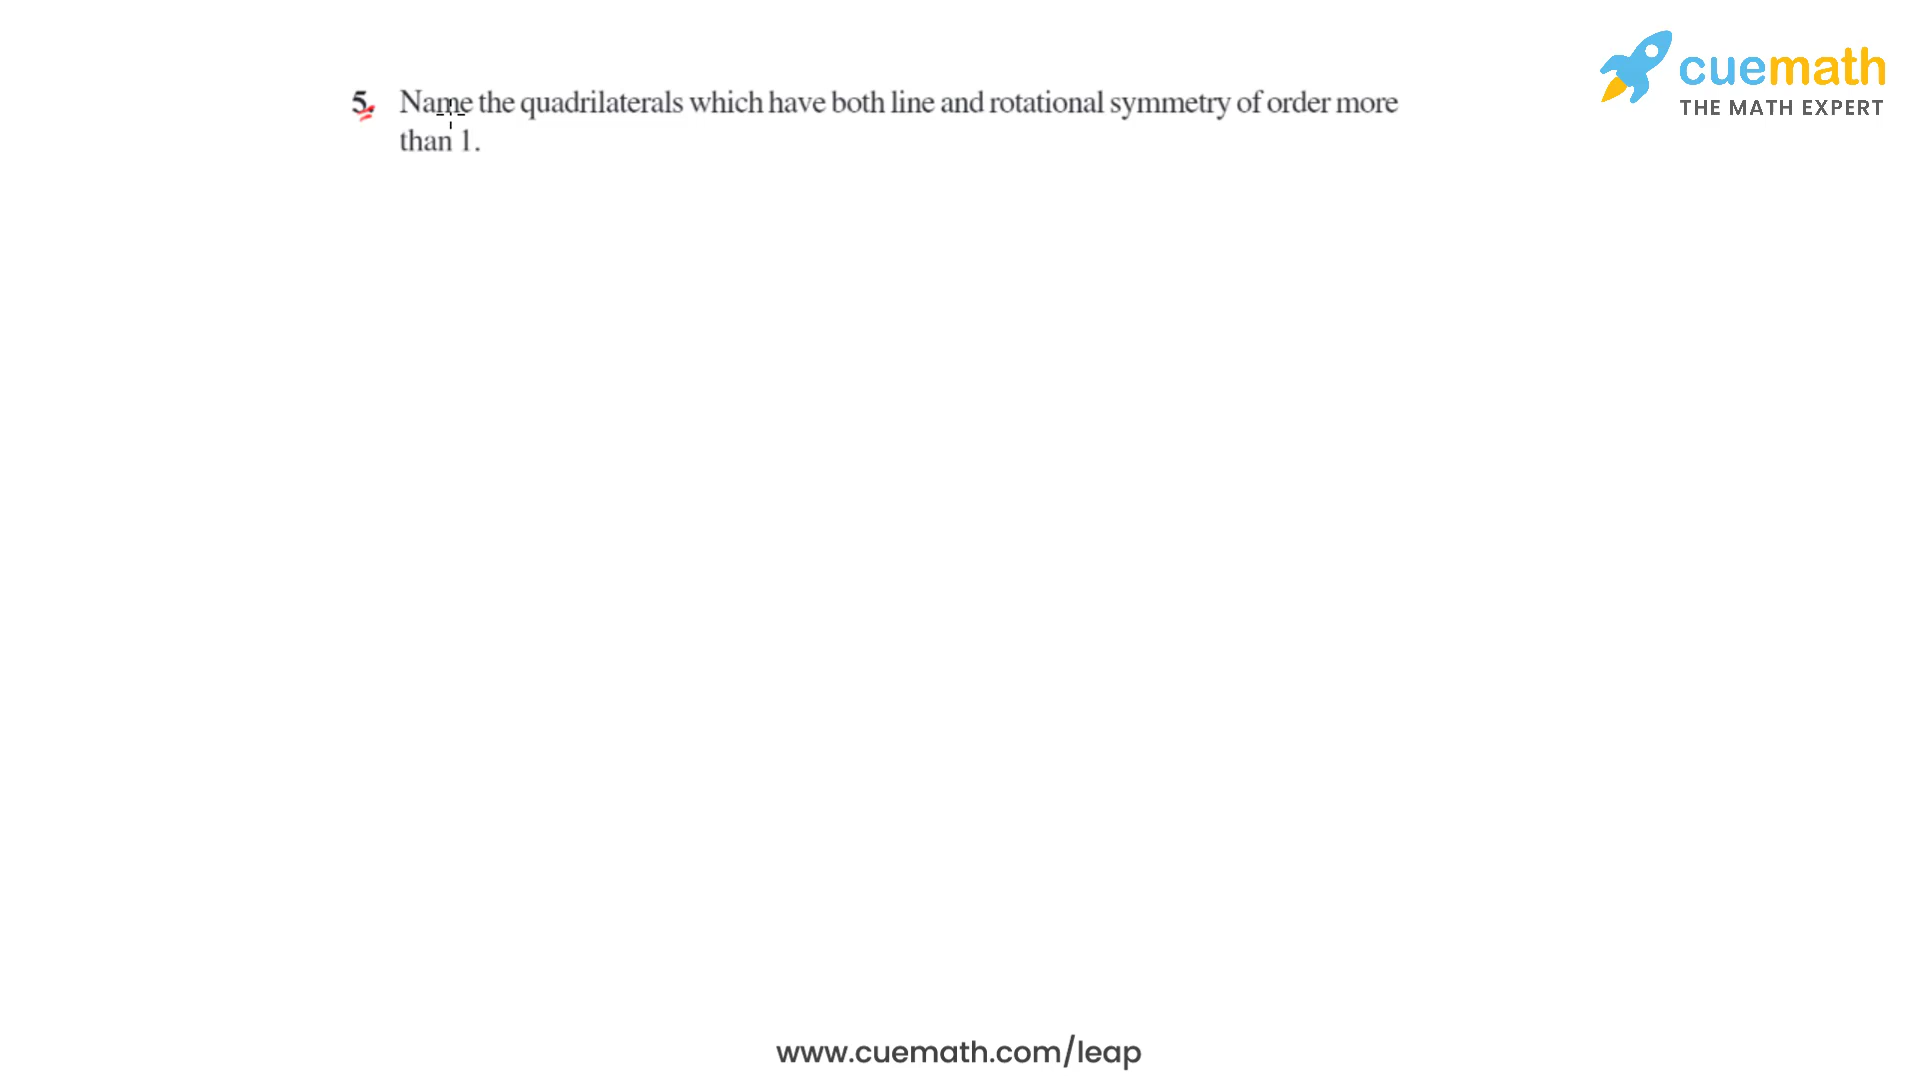 cuemath
THE MATH EXPERT
5. Name the quadrilaterals which have both line and rotational symmetry of order more
than 1.
www.cuemath.com/leap